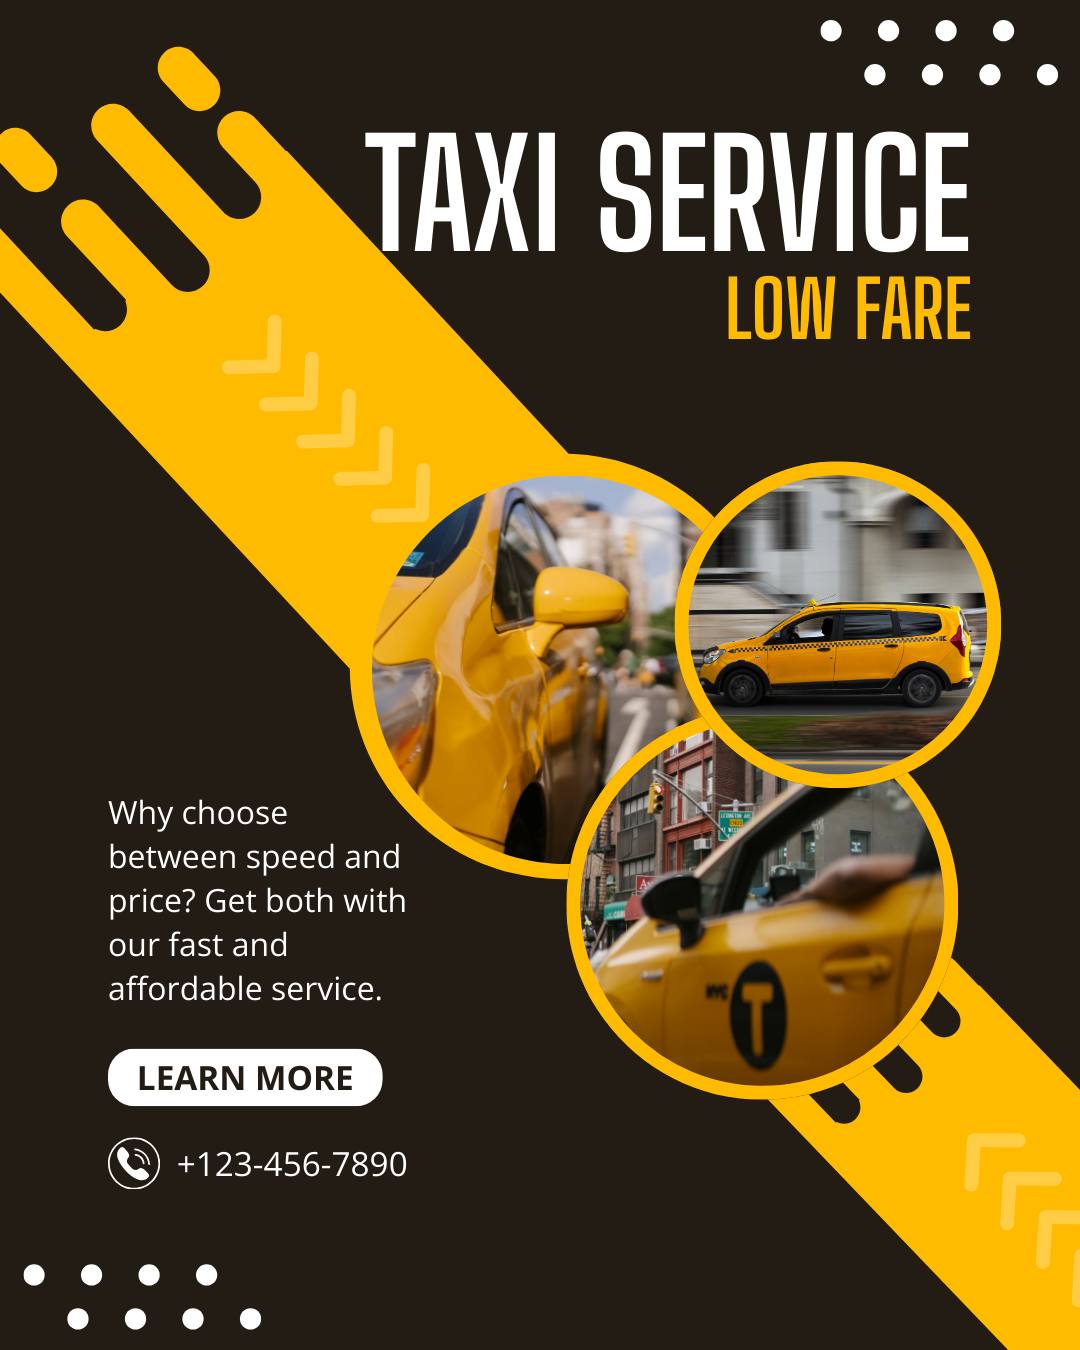 TAXI SERVICE
LOW FARE
Why choose
between speed and
price? Get both with
our fast and
affordable service.
LEARN MORE
+123-456-7890
NYC T